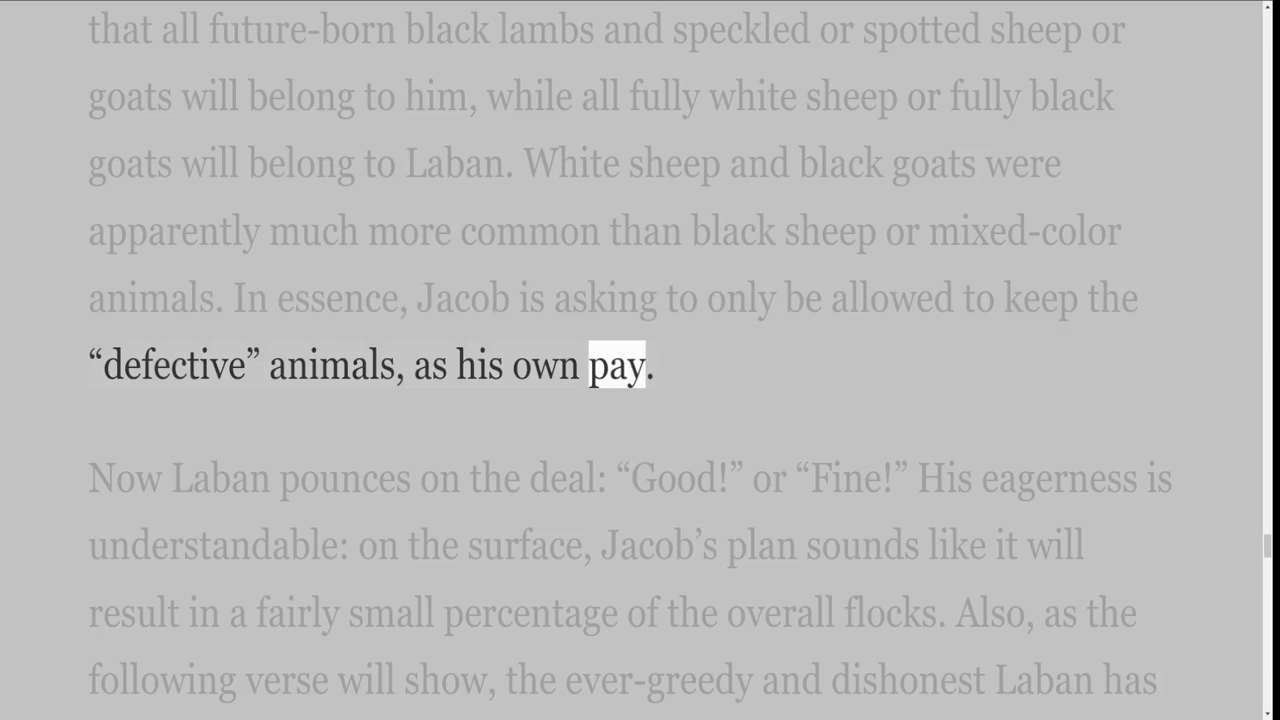 that all future-born black lambs and speckled or spotted sheep or
goats will belong to him, while all fully white sheep or fully black
goats will belong to Laban. White sheep and black goats were
apparently much more common than black sheep or mixed-color
animals. In essence, Jacob is asking to only be allowed to keep the
“defective” animals, as his own pay.
Now Laban pounces on the deal: “Good!” or “Fine!” His eagerness is
understandable: on the surface, Jacob’s plan sounds like it will
result in a fairly small percentage of the overall flocks. Also, as the
following verse will show, the ever-greedy and dishonest Laban has